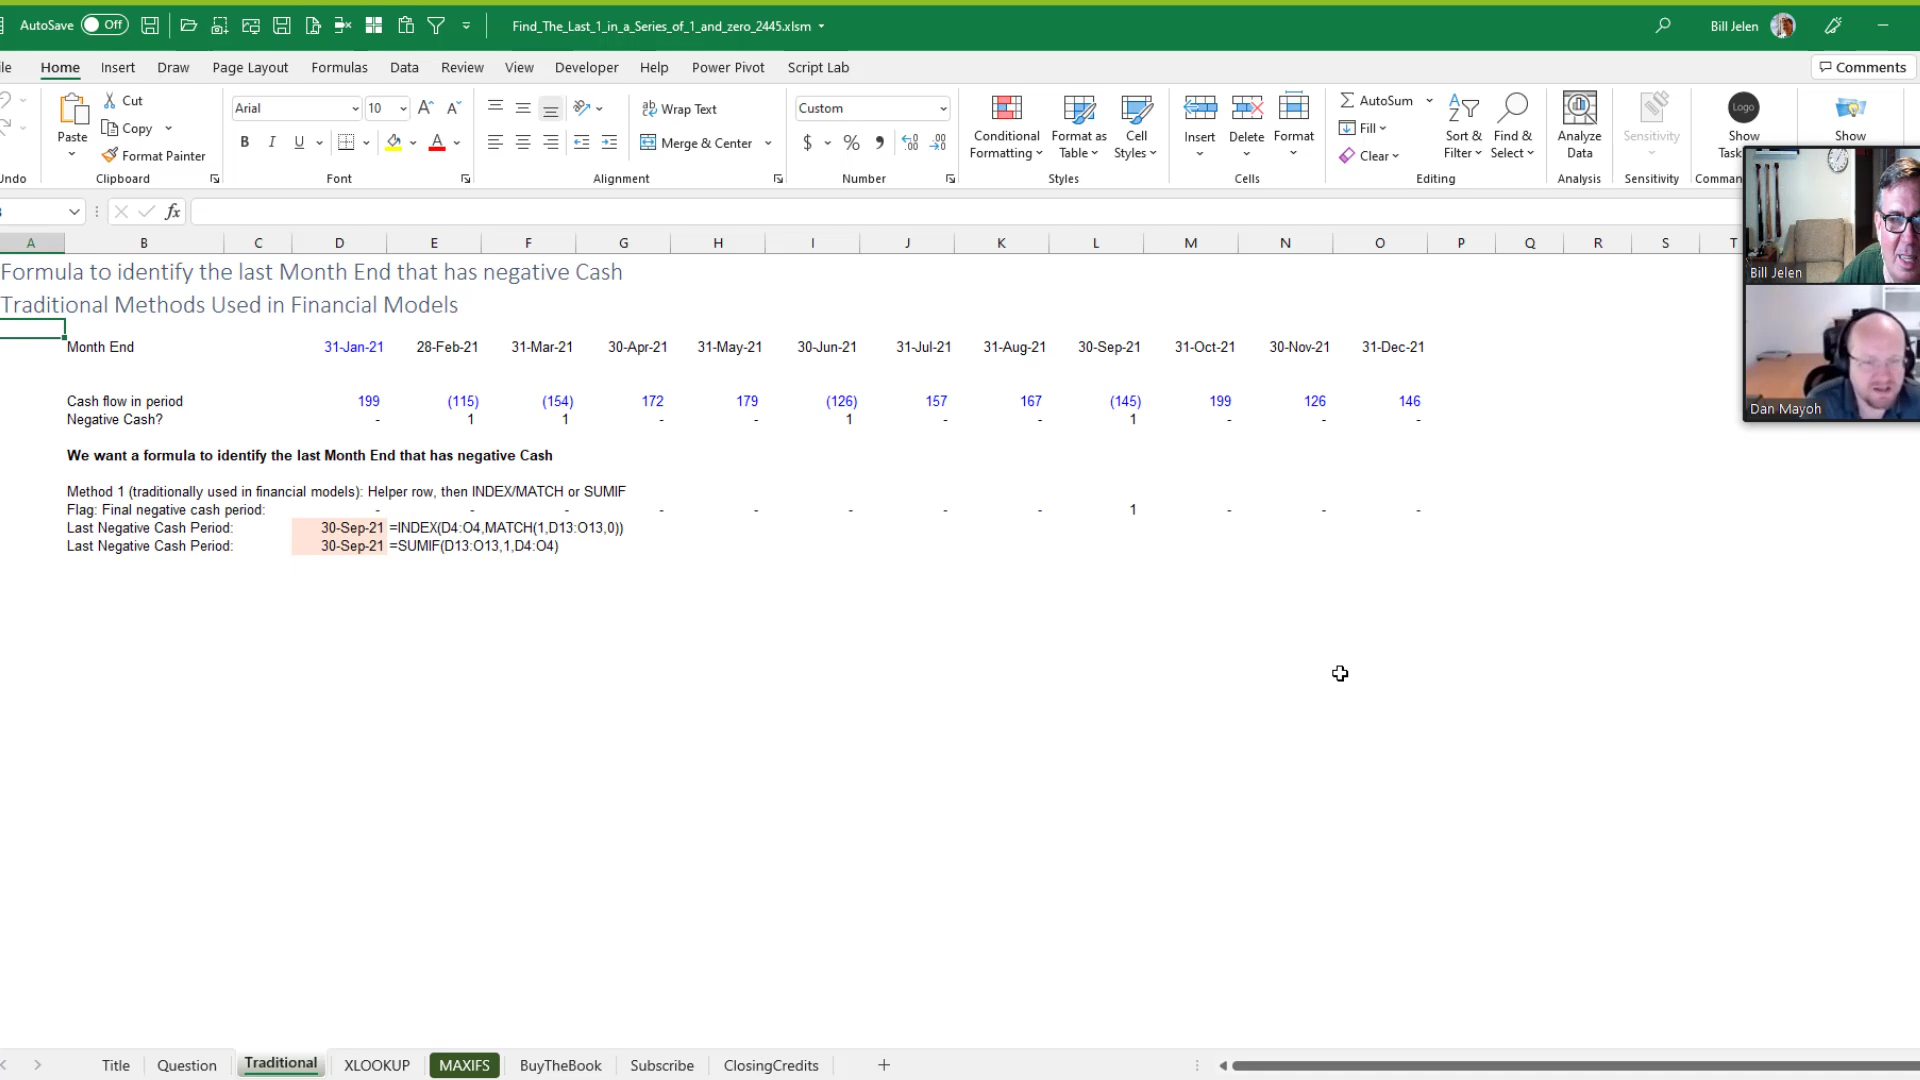 AutoSave Off Find_The_Last_1_in_a_Series_of_1_and_zero_2445.xlsm Bill Jelen
le Home Insert Draw Page Layout Formulas Data Review View Developer Help Power Pivot Script Lab Comments
Cut
Copy
Format Painter
Paste
Arial 10
B I U A
Wrap Text
Merge & Center
Custom
$ %
Conditional Formatting
Format as Table
Cell Styles
Insert
Delete
Format
AutoSum
Fill
Clear
Sort & Filter
Find & Select
Analyze Data
Sensitivity
Logo
Show Task
Show
ndo Clipboard Font Alignment Number Styles Cells Editing Analysis Sensitivity Comman
fx
A B C D E F G H I J K L M N O P Q R S T
Formula to identify the last Month End that has negative Cash
Traditional Methods Used in Financial Models
Month End 31-Jan-21 28-Feb-21 31-Mar-21 30-Apr-21 31-May-21 30-Jun-21 31-Jul-21 31-Aug-21 30-Sep-21 31-Oct-21 30-Nov-21 31-Dec-21
Cash flow in period 199 (115) (154) 172 179 (126) 157 167 (145) 199 126 146
Negative Cash? - 1 1 - - 1 - - 1 - - -
We want a formula to identify the last Month End that has negative Cash
Method 1 (traditionally used in financial models): Helper row, then INDEX/MATCH or SUMIF
Flag: Final negative cash period: - - - - - - - - 1 - - -
Last Negative Cash Period: 30-Sep-21 =INDEX(D4:O4,MATCH(1,D13:O13,0))
Last Negative Cash Period: 30-Sep-21 =SUMIF(D13:O13,1,D4:O4)
Bill Jelen
Dan Mayoh
Title Question Traditional XLOOKUP MAXIFS BuyTheBook Subscribe ClosingCredits